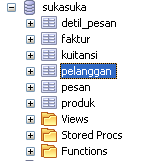 sukasuka
detil_pesan
faktur
kuitansi
pelanggan
pesan
produk
Views
Stored Procs
Functions